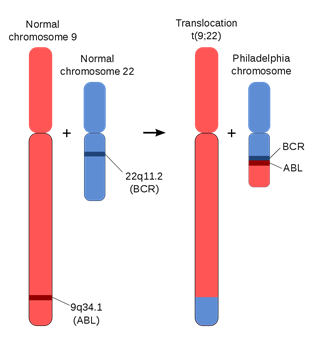 Normal
chromosome 9
Normal
chromosome 22
+
22q11.2
(BCR)
9q34.1
(ABL)
Translocation
t(9;22)
Philadelphia
chromosome
+
BCR
ABL